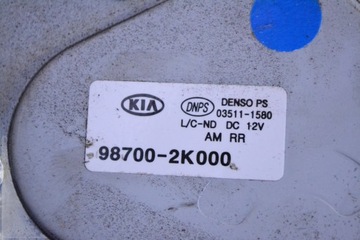 KIA DNPS DENSO PS
03511-1580
L/C-ND DC 12V
AM RR
98700-2K000